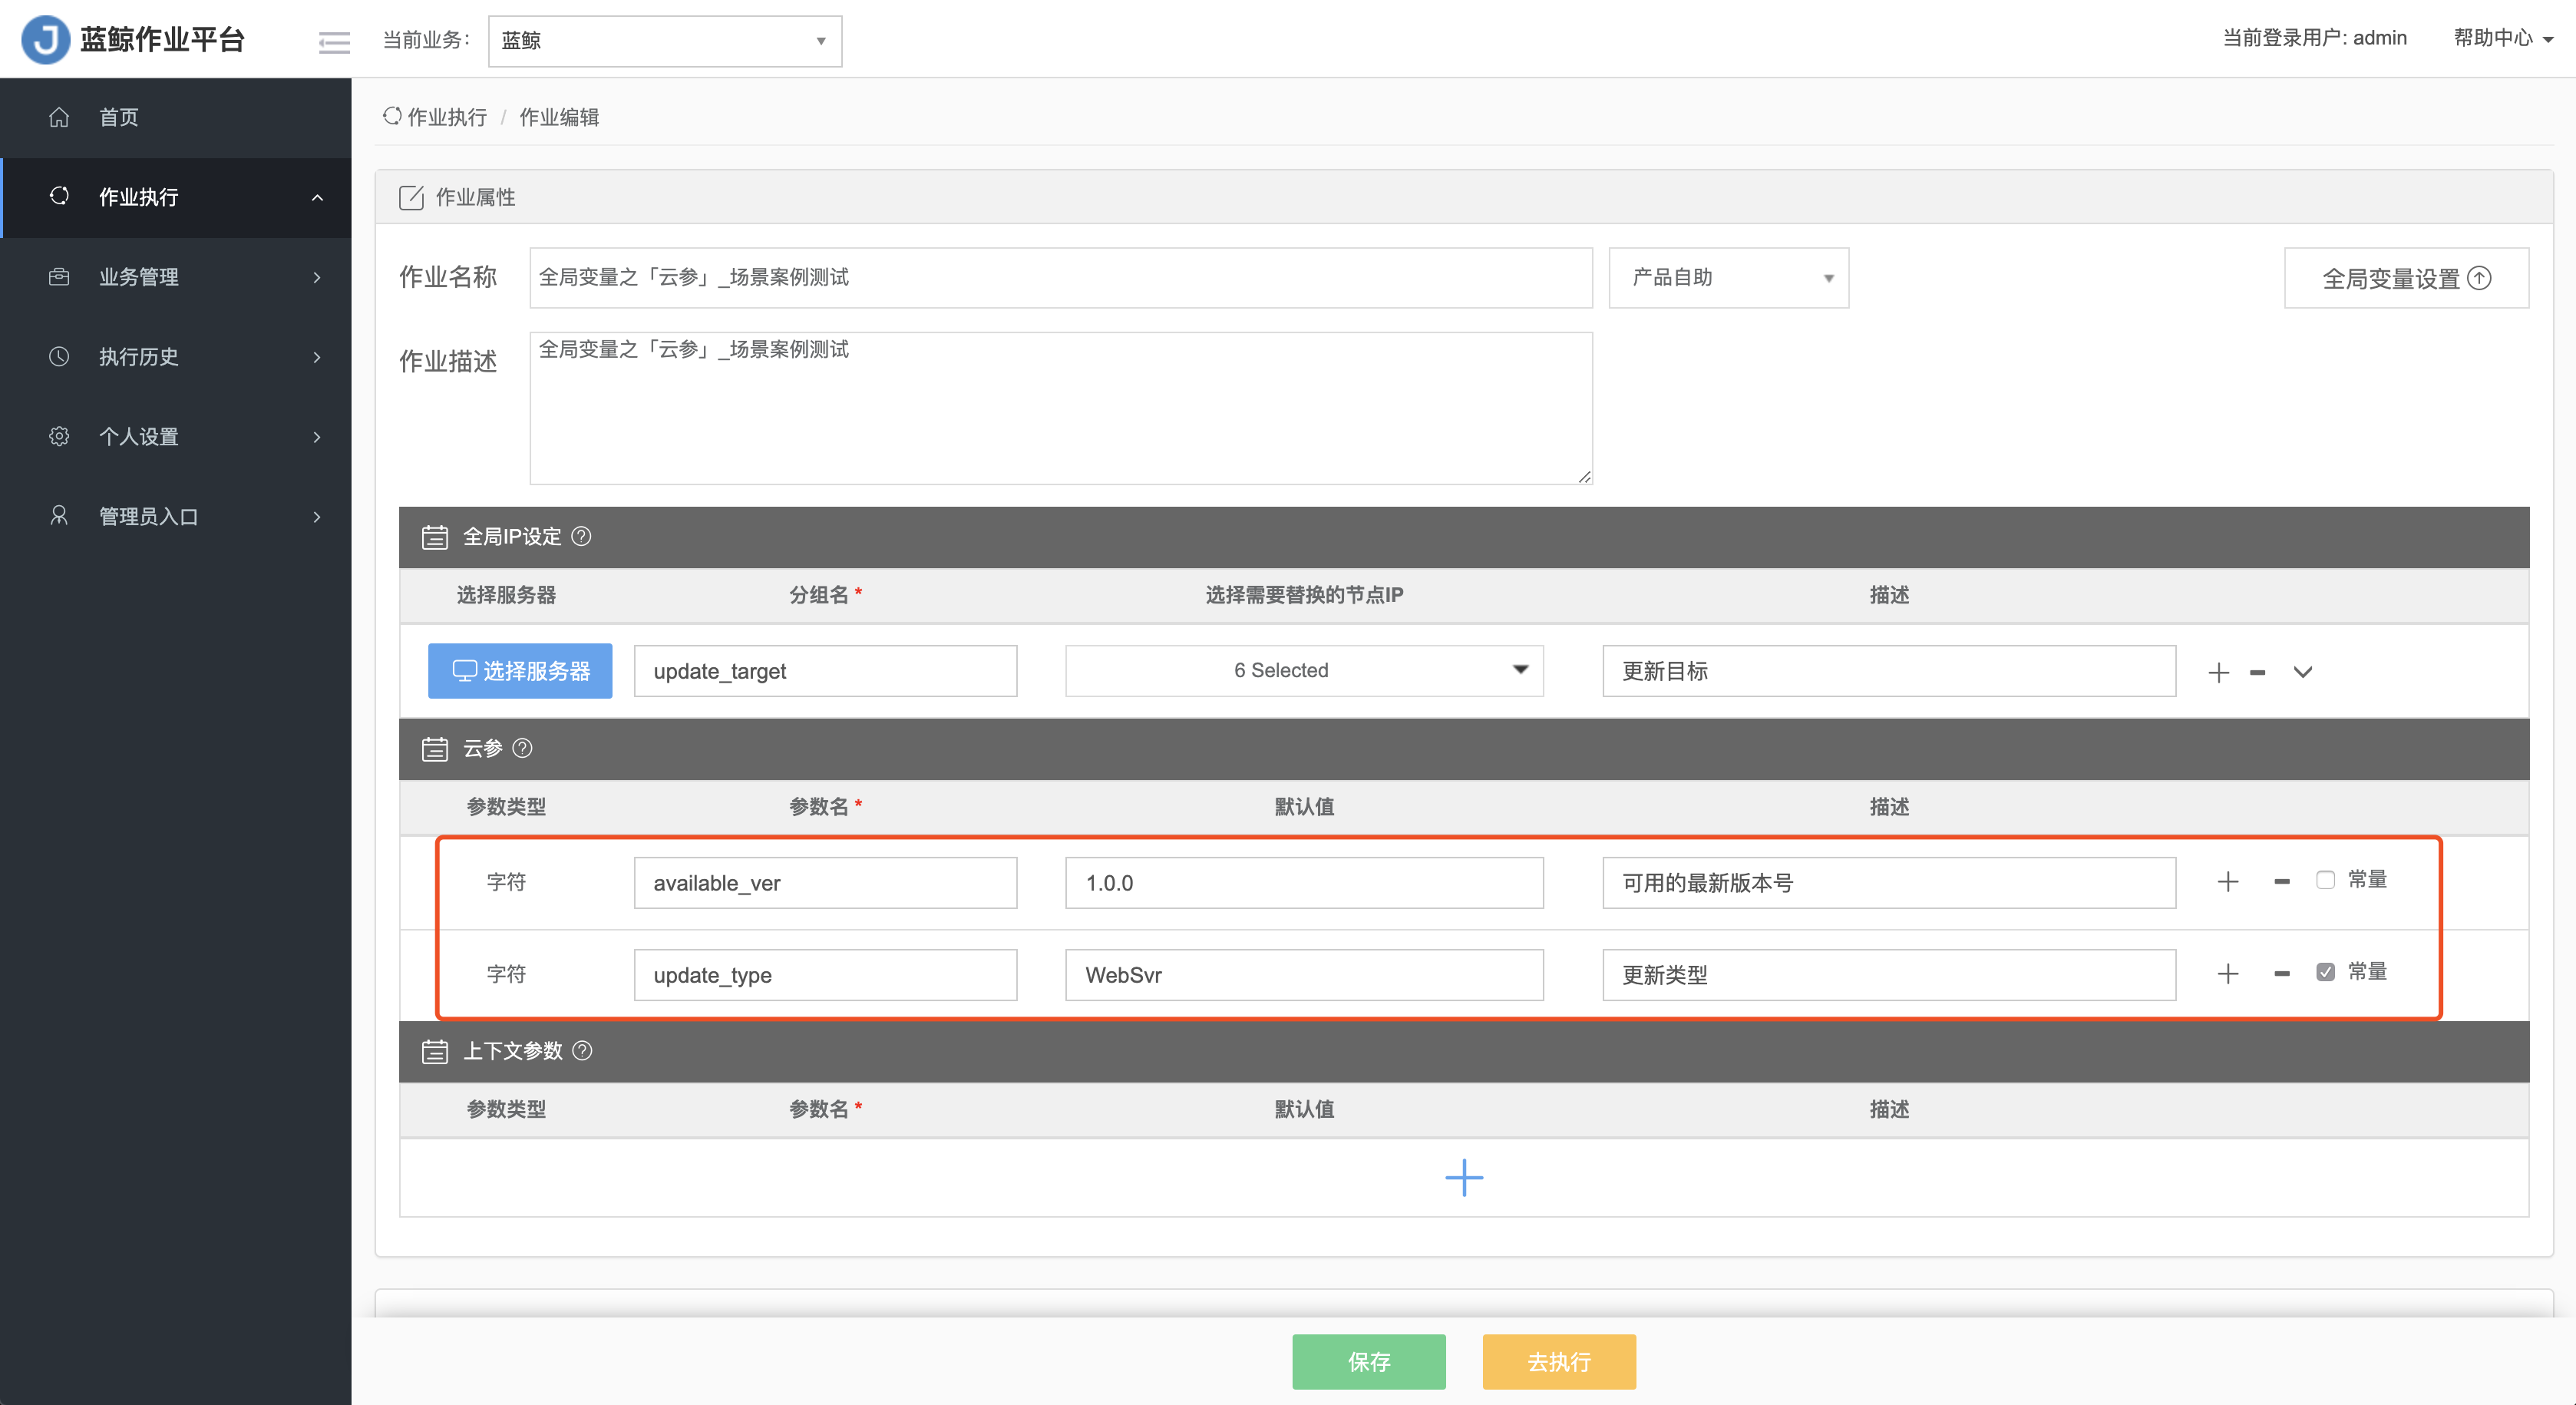 蓝鲸作业平台
当前业务：
蓝鲸
当前登录用户: admin
帮助中心
首页
作业执行
业务管理
执行历史
个人设置
管理员入口
作业执行 / 作业编辑
作业属性
作业名称
全局变量之「云参」_场景案例测试
产品自助
全局变量设置
作业描述
全局变量之「云参」_场景案例测试
全局IP设定
选择服务器 分组名 * 选择需要替换的节点IP 描述
选择服务器 update_target 6 Selected 更新目标
云参
参数类型 参数名 * 默认值 描述
字符 available_ver 1.0.0 可用的最新版本号 常量
字符 update_type WebSvr 更新类型 常量
上下文参数
参数类型 参数名 * 默认值 描述
保存 去执行